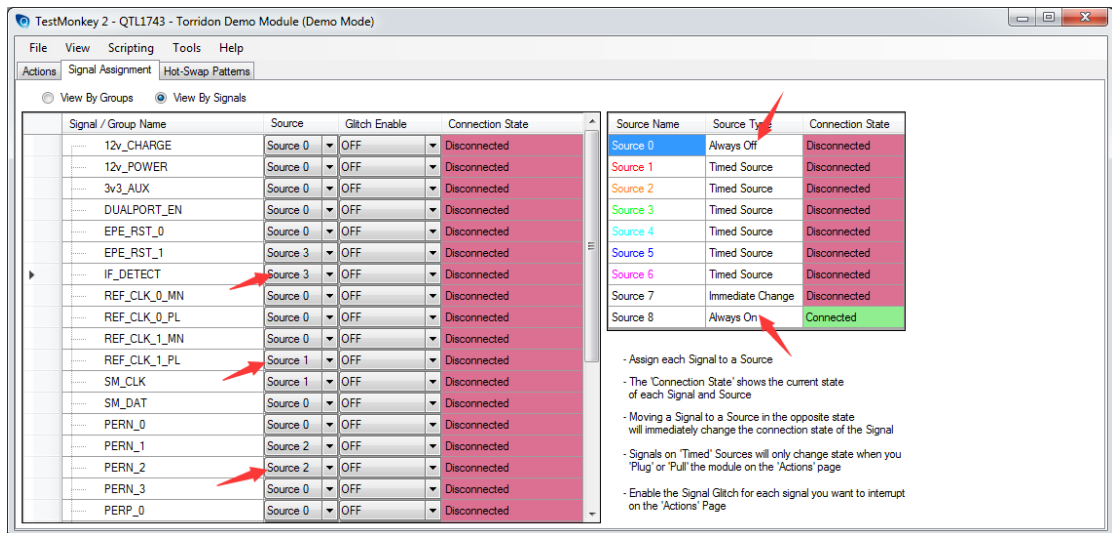 TestMonkey 2 - QTL1743 - Torridon Demo Module (Demo Mode)
File View Scripting Tools Help
Actions Signal Assignment Hot-Swap Patterns
View By Groups View By Signals
Signal / Group Name Source Glitch Enable Connection State
12v_CHARGE Source 0 OFF Disconnected
12v_POWER Source 0 OFF Disconnected
3v3_AUX Source 0 OFF Disconnected
DUALPORT_EN Source 0 OFF Disconnected
EPE_RST_0 Source 0 OFF Disconnected
EPE_RST_1 Source 3 OFF Disconnected
IF_DETECT Source 3 OFF Disconnected
REF_CLK_0_MN Source 0 OFF Disconnected
REF_CLK_0_PL Source 0 OFF Disconnected
REF_CLK_1_MN Source 0 OFF Disconnected
REF_CLK_1_PL Source 1 OFF Disconnected
SM_CLK Source 1 OFF Disconnected
SM_DAT Source 0 OFF Disconnected
PERN_0 Source 0 OFF Disconnected
PERN_1 Source 2 OFF Disconnected
PERN_2 Source 2 OFF Disconnected
PERN_3 Source 0 OFF Disconnected
PERP_0 Source 0 OFF Disconnected
Source Name Source Type Connection State
Source 0 Always Off Disconnected
Source 1 Timed Source Disconnected
Source 2 Timed Source Disconnected
Source 3 Timed Source Disconnected
Source 4 Timed Source Disconnected
Source 5 Timed Source Disconnected
Source 6 Timed Source Disconnected
Source 7 Immediate Change Disconnected
Source 8 Always On Connected
- Assign each Signal to a Source
- The 'Connection State' shows the current state
of each Signal and Source
- Moving a Signal to a Source in the opposite state
will immediately change the connection state of the Signal
- Signals on 'Timed' Sources will only change state when you
'Plug' or 'Pull' the module on the 'Actions' page
- Enable the Signal Glitch for each signal you want to interrupt
on the 'Actions' Page